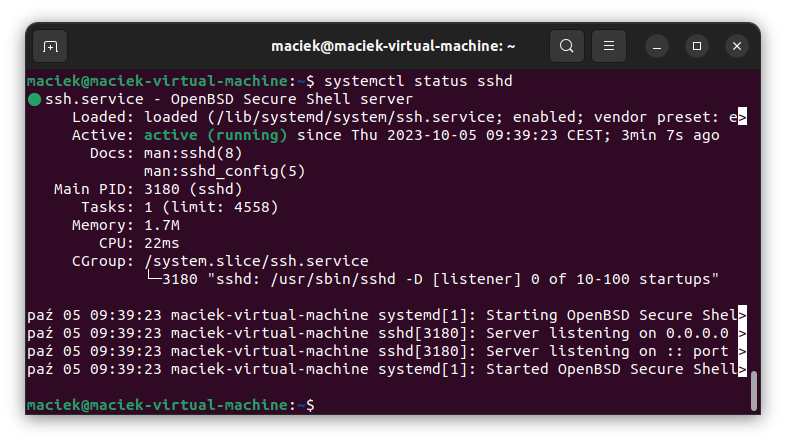 maciek@maciek-virtual-machine: ~
maciek@maciek-virtual-machine:~$ systemctl status sshd
● ssh.service - OpenBSD Secure Shell server
     Loaded: loaded (/lib/systemd/system/ssh.service; enabled; vendor preset: e>
     Active: active (running) since Thu 2023-10-05 09:39:23 CEST; 3min 7s ago
       Docs: man:sshd(8)
             man:sshd_config(5)
   Main PID: 3180 (sshd)
      Tasks: 1 (limit: 4558)
     Memory: 1.7M
        CPU: 22ms
     CGroup: /system.slice/ssh.service
             └─3180 "sshd: /usr/sbin/sshd -D [listener] 0 of 10-100 startups"
paź 05 09:39:23 maciek-virtual-machine systemd[1]: Starting OpenBSD Secure Shel>
paź 05 09:39:23 maciek-virtual-machine sshd[3180]: Server listening on 0.0.0.0 >
paź 05 09:39:23 maciek-virtual-machine sshd[3180]: Server listening on :: port >
paź 05 09:39:23 maciek-virtual-machine systemd[1]: Started OpenBSD Secure Shell>
maciek@maciek-virtual-machine:~$